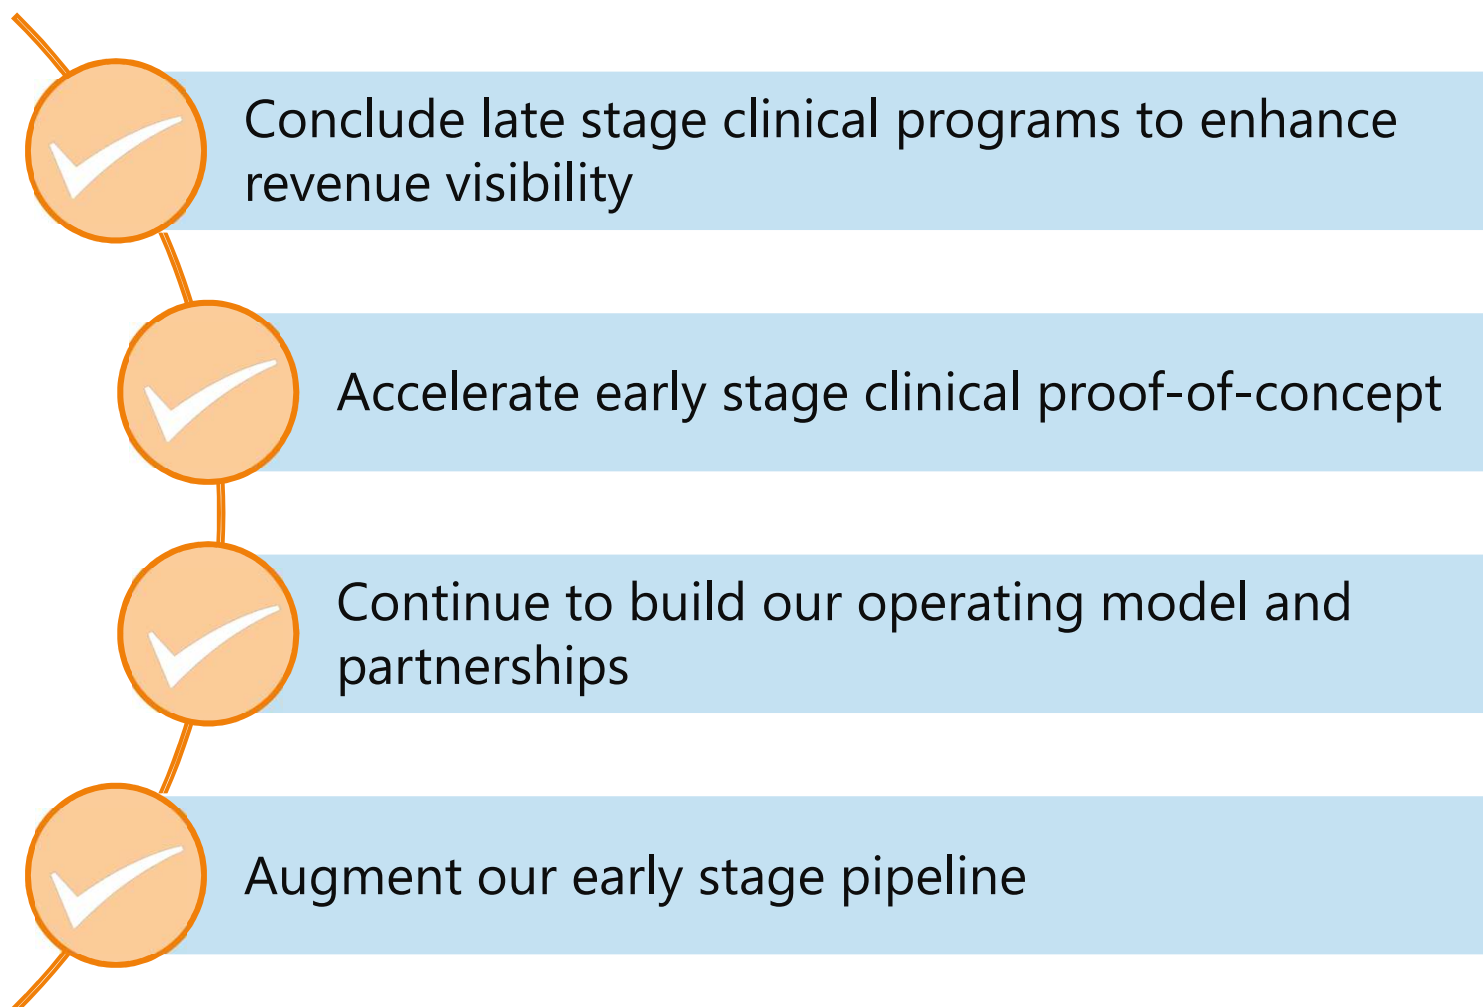 Conclude late stage clinical programs to enhance
revenue visibility
Accelerate early stage clinical proof-of-concept
Continue to build our operating model and
partnerships
Augment our early stage pipeline